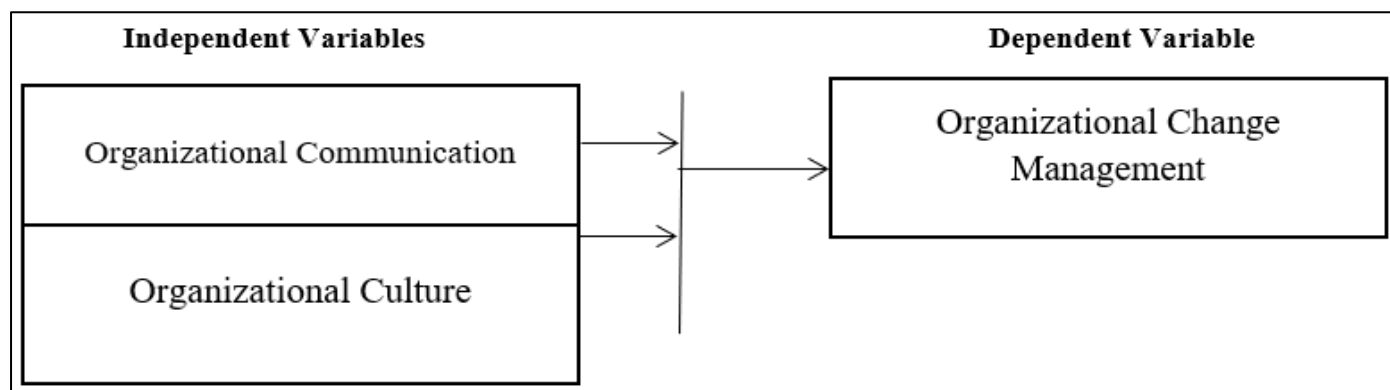 Independent Variables
Dependent Variable
Organizational Communication
Organizational Culture
Organizational Change
Management